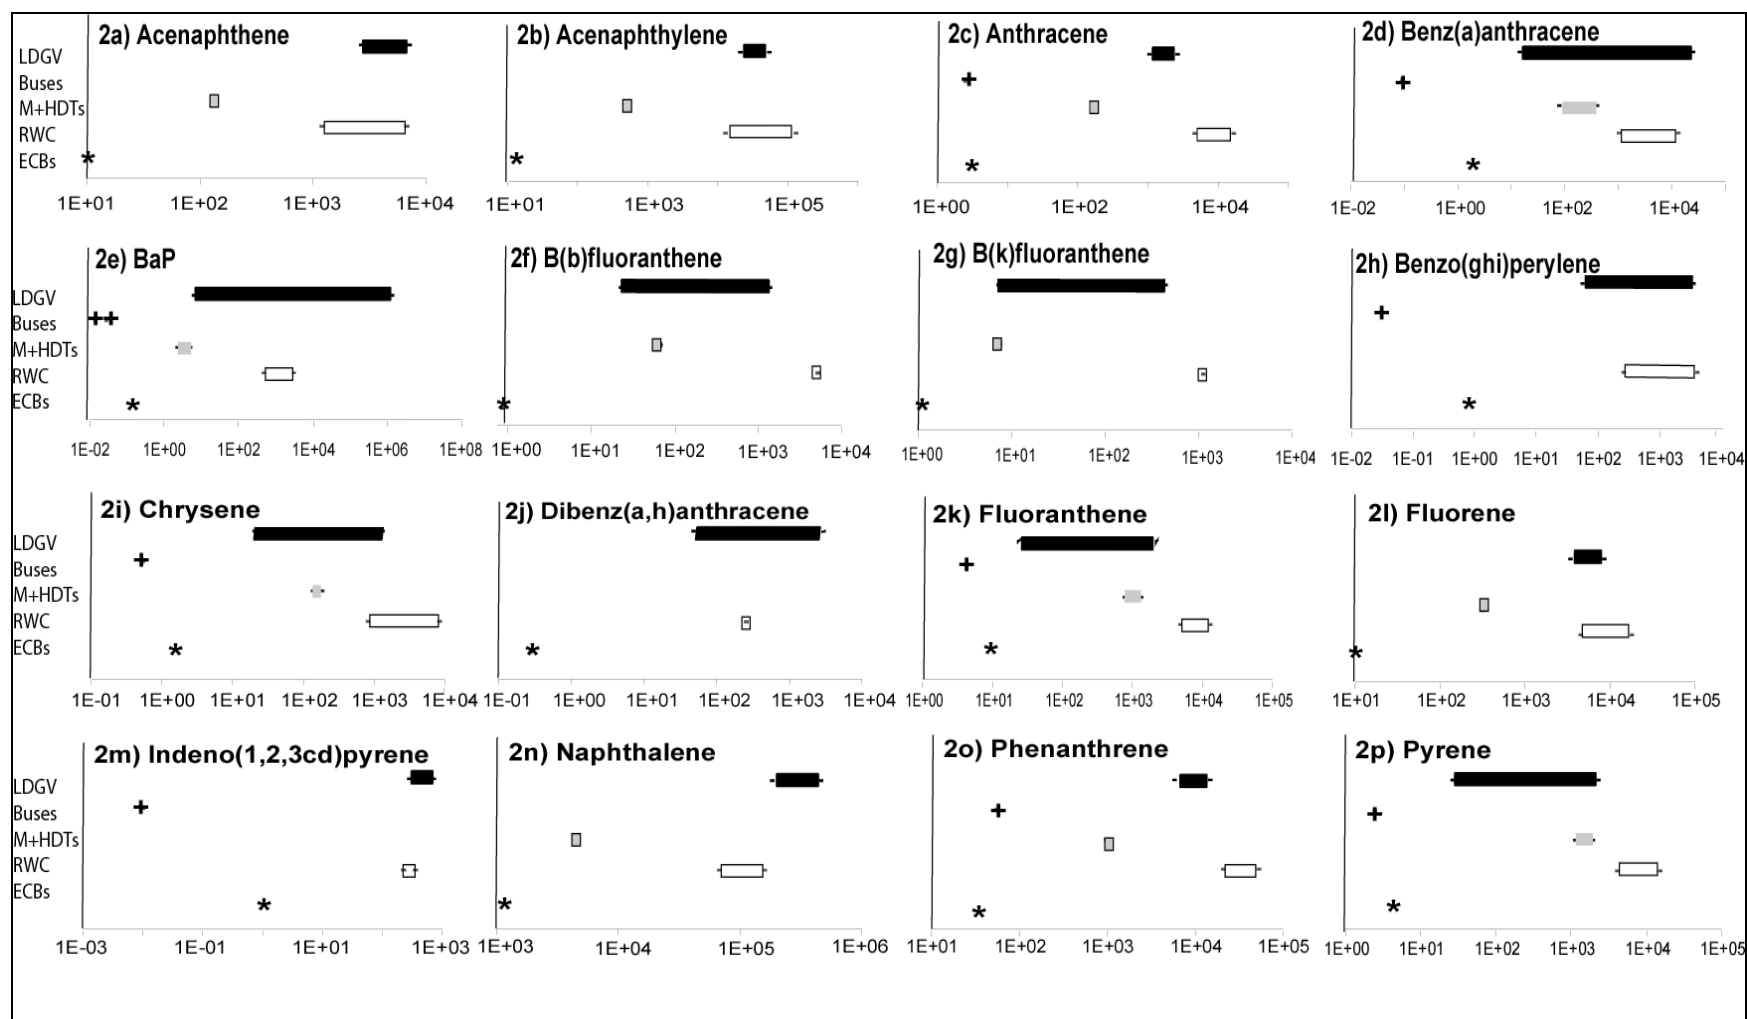 2a) Acenaphthene 2b) Acenaphthylene 2c) Anthracene 2d) Benz(a)anthracene
LDGV
Buses
M+HDTs
RWC
ECBs
1E+01 1E+02 1E+03 1E+04 1E+01 1E+03 1E+05 1E+00 1E+02 1E+04 1E-02 1E+00 1E+02 1E+04
2e) BaP 2f) B(b)fluoranthene 2g) B(k)fluoranthene 2h) Benzo(ghi)perylene
LDGV
Buses
M+HDTs
RWC
ECBs
1E-02 1E+00 1E+02 1E+04 1E+06 1E+08 1E+00 1E+01 1E+02 1E+03 1E+04 1E+00 1E+01 1E+02 1E+03 1E+04 1E-02 1E-01 1E+00 1E+01 1E+02 1E+03 1E+04
2i) Chrysene 2j) Dibenz(a,h)anthracene 2k) Fluoranthene 2l) Fluorene
LDGV
Buses
M+HDTs
RWC
ECBs
1E-01 1E+00 1E+01 1E+02 1E+03 1E+04 1E-01 1E+00 1E+01 1E+02 1E+03 1E+04 1E+00 1E+01 1E+02 1E+03 1E+04 1E+05 1E+01 1E+02 1E+03 1E+04 1E+05
2m) Indeno(1,2,3cd)pyrene 2n) Naphthalene 2o) Phenanthrene 2p) Pyrene
LDGV
Buses
M+HDTs
RWC
ECBs
1E-03 1E-01 1E+01 1E+03 1E+03 1E+04 1E+05 1E+06 1E+01 1E+02 1E+03 1E+04 1E+05 1E+00 1E+01 1E+02 1E+03 1E+04 1E+05